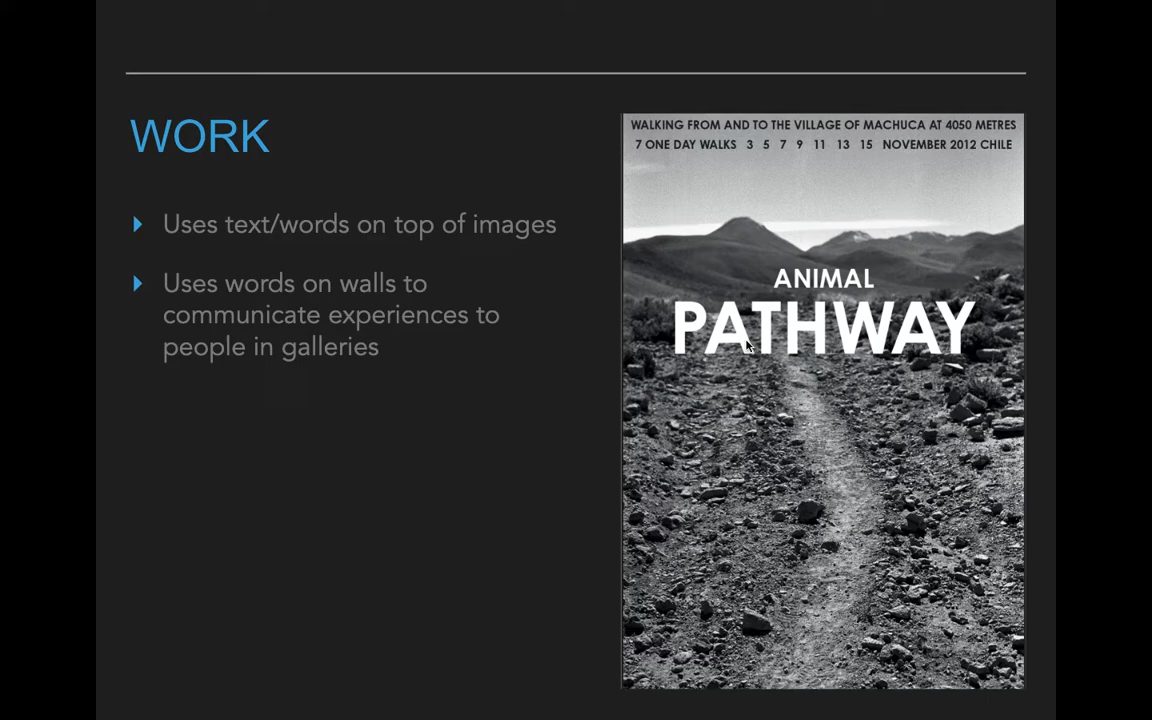 WORK
Uses text/words on top of images
Uses words on walls to
communicate experiences to
people in galleries
WALKING FROM AND TO THE VILLAGE OF MACHUCA AT 4050 METRES
7 ONE DAY WALKS 3 5 7 9 11 13 15 NOVEMBER 2012 CHILE
ANIMAL
PATHWAY